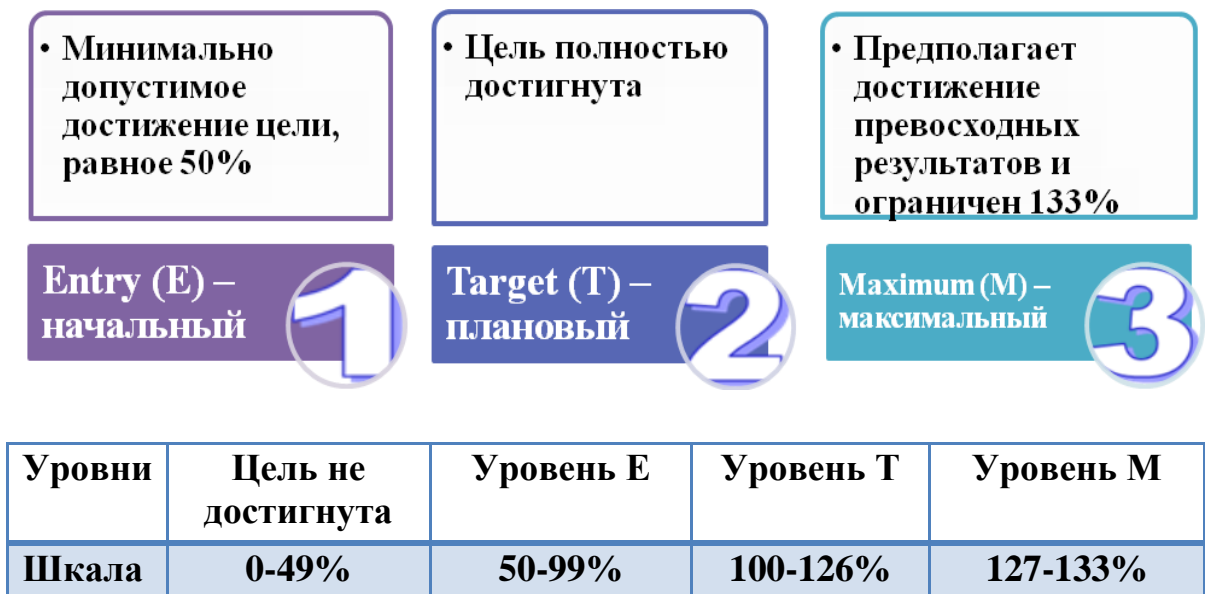 • Минимально
допустимое
достижение цели,
равное 50%
• Цель полностью
достигнута
• Предполагает
достижение
превосходных
результатов и
ограничен 133%
Entry (E) –
начальный
1
Target (T) –
плановый
2
Maximum (M) –
максимальный
3
Уровни
Цель не
достигнута
Уровень E
Уровень T
Уровень M
Шкала
0-49%
50-99%
100-126%
127-133%